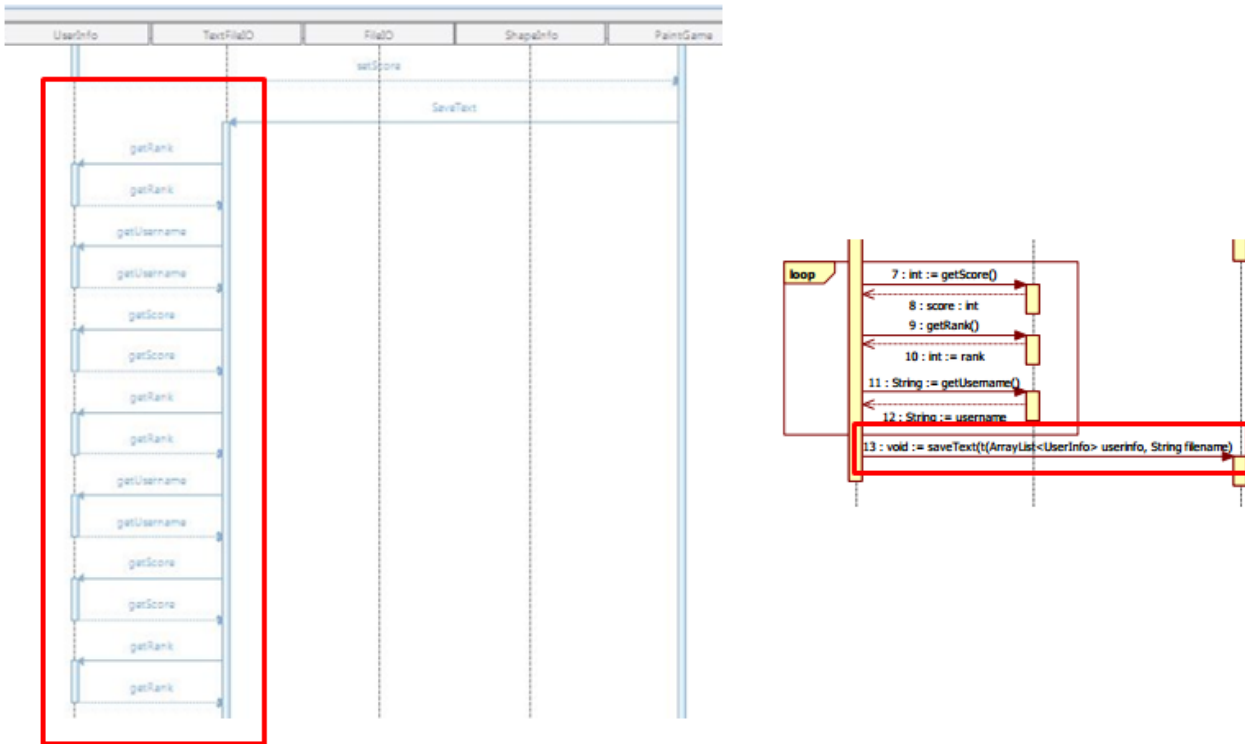 UserInfo TextFileIO FileIO ShapeInfo PaintGame
setScore
SaveText
getRank
getRank
getUsername
getUsername
getScore
getScore
getRank
getRank
getUsername
getUsername
getScore
getScore
getRank
getRank
loop
7 : int := getScore()
8 : score : int
9 : getRank()
10 : int := rank
11 : String := getUsername()
12 : String := username
13 : void := saveText(t(ArrayList<UserInfo> userinfo, String filename)